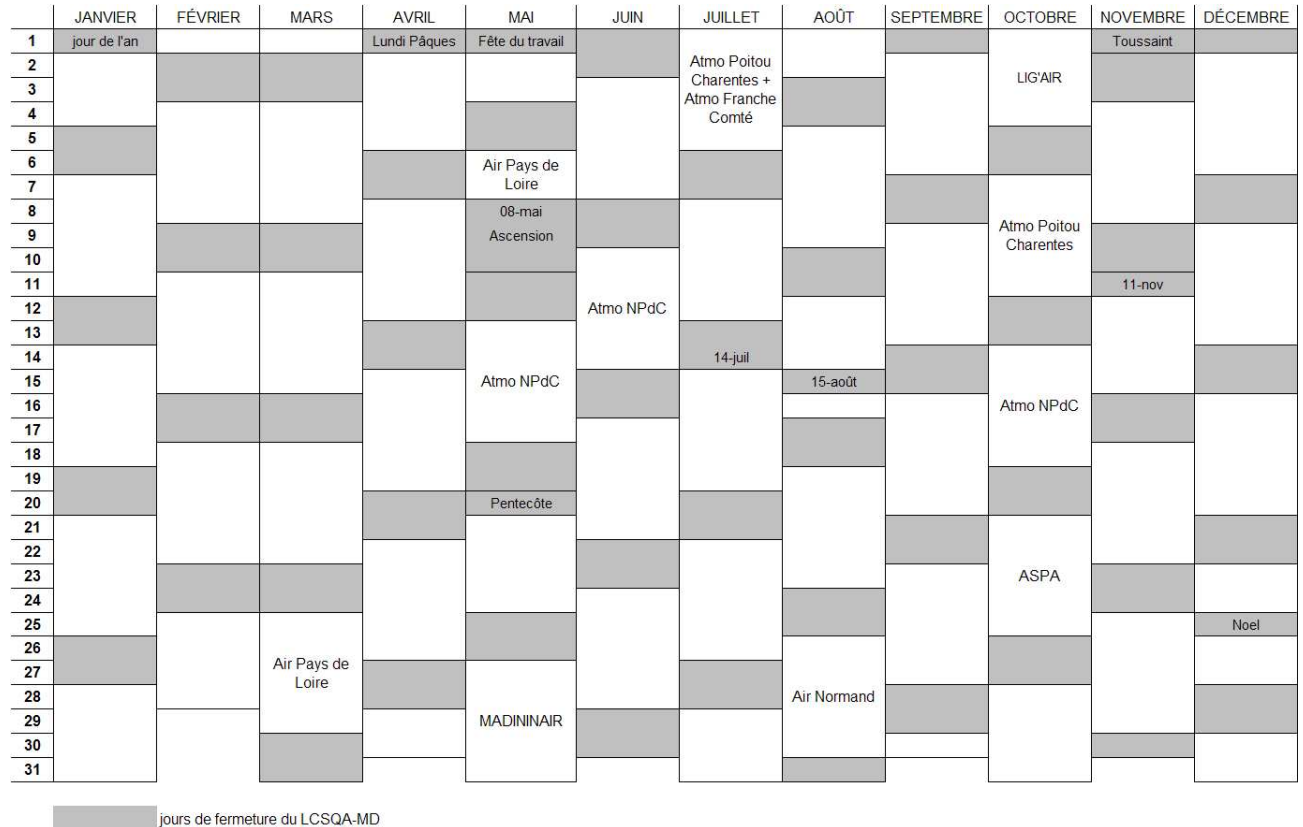 JANVIER FÉVRIER MARS AVRIL MAI JUIN JUILLET AOÛT SEPTEMBRE OCTOBRE NOVEMBRE DÉCEMBRE
1 jour de l'an Lundi Pâques Fête du travail Toussaint
2 Atmo Poitou
3 Charentes + LIG'AIR
4 Atmo Franche
5 Comté
6 Air Pays de
7 Loire
8 08-mai
9 Ascension Atmo Poitou
10 Charentes
11 11-nov
12 Atmo NPdC
13
14 14-juil
15 Atmo NPdC 15-août
16 Atmo NPdC
17
18
19
20 Pentecôte
21
22
23 ASPA
24
25 Noel
26
27 Air Pays de
28 Loire Air Normand
29 MADININAIR
30
31
jours de fermeture du LCSQA-MD